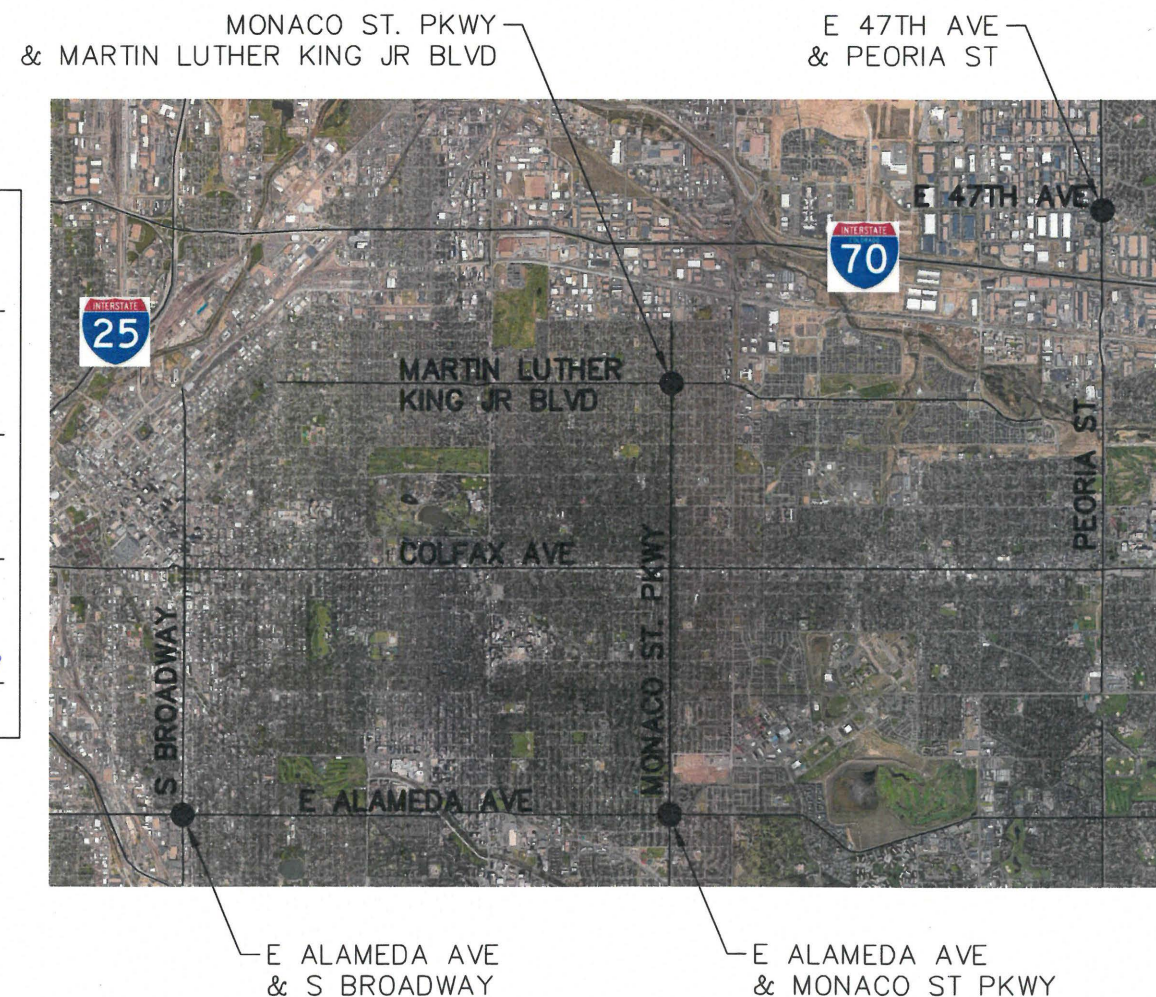 MONACO ST. PKWY
& MARTIN LUTHER KING JR BLVD
E 47TH AVE
& PEORIA ST
E 47TH AVE
INTERSTATE
COLORADO
70
INTERSTATE
25
MARTIN LUTHER
KING JR BLVD
PEORIA ST
COLFAX AVE
MONACO ST. PKWY
S BROADWAY
E ALAMEDA AVE
E ALAMEDA AVE
& S BROADWAY
E ALAMEDA AVE
& MONACO ST PKWY